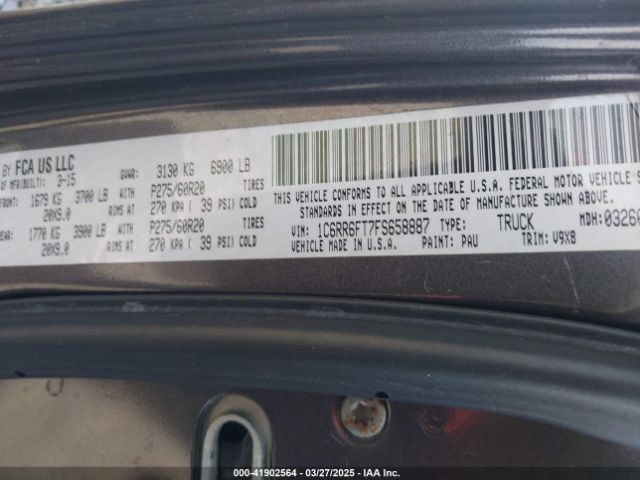 BY FCA US LLC
OF MFR(BUILT): 3-15 GVWR: 3130 KG 6900 LB
FRONT 1679 KG 3700 LB WITH P275/60R20 TIRES
20X9.0 RIMS AT 270 KPA ( 39 PSI) COLD
REAR: 1770 KG 3900 LB WITH P275/60R20 TIRES
20X9.0 RIMS AT 270 KPA ( 39 PSI) COLD
THIS VEHICLE CONFORMS TO ALL APPLICABLE U.S.A. FEDERAL MOTOR VEHICLE S
STANDARDS IN EFFECT ON THE DATE OF MANUFACTURE SHOWN ABOVE.
VIN: 1C6RR6FT7FS658887 TYPE: TRUCK MDH: 0326
VEHICLE MADE IN U.S.A. PAINT: PAU TRIM: V9X8
000-41902564 | 03/27/2025 - IAA Inc.